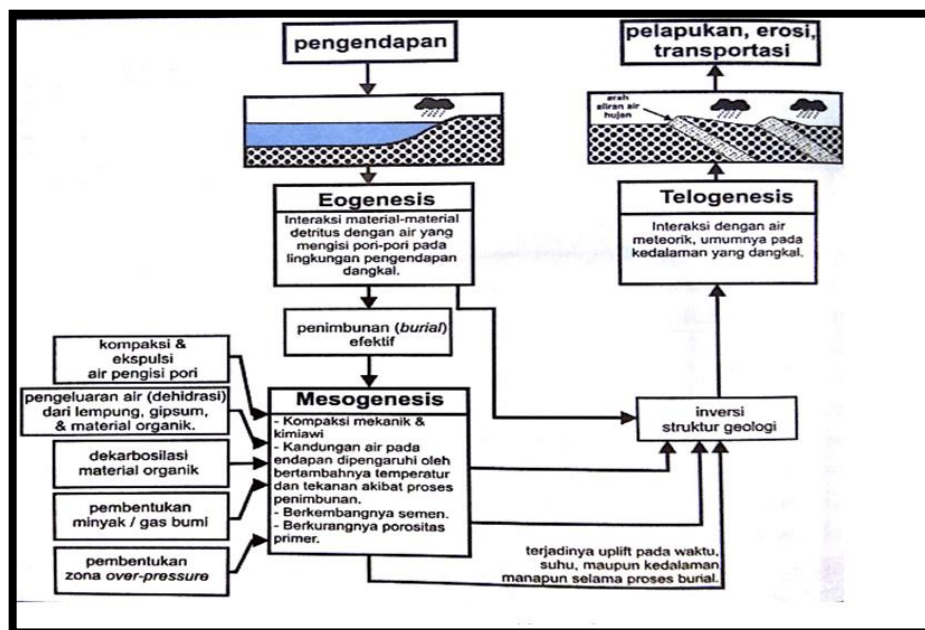 pengendapan
Eogenesis
Interaksi material-material
detritus dengan air yang
mengisi pori-pori pada
lingkungan pengendapan
dangkal.
penimbunan (burial)
efektif
kompaksi &
ekspulsi
air pengisi pori
pengeluaran air (dehidrasi)
dari lempung, gipsum,
& material organik.
dekarbosilasi
material organik
pembentukan
minyak / gas bumi
pembentukan
zona over-pressure
Mesogenesis
- Kompaksi mekanik &
kimiawi
- Kandungan air pada
endapan dipengaruhi oleh
bertambahnya temperatur
dan tekanan akibat proses
penimbunan.
- Berkembangnya semen.
- Berkurangnya porositas
primer.
pelapukan, erosi,
transportasi
arah
aliran air
hujan
Telogenesis
Interaksi dengan air
meteorik, umumnya pada
kedalaman yang dangkal.
inversi
struktur geologi
terjadinya uplift pada waktu,
suhu, maupun kedalaman
manapun selama proses burial.